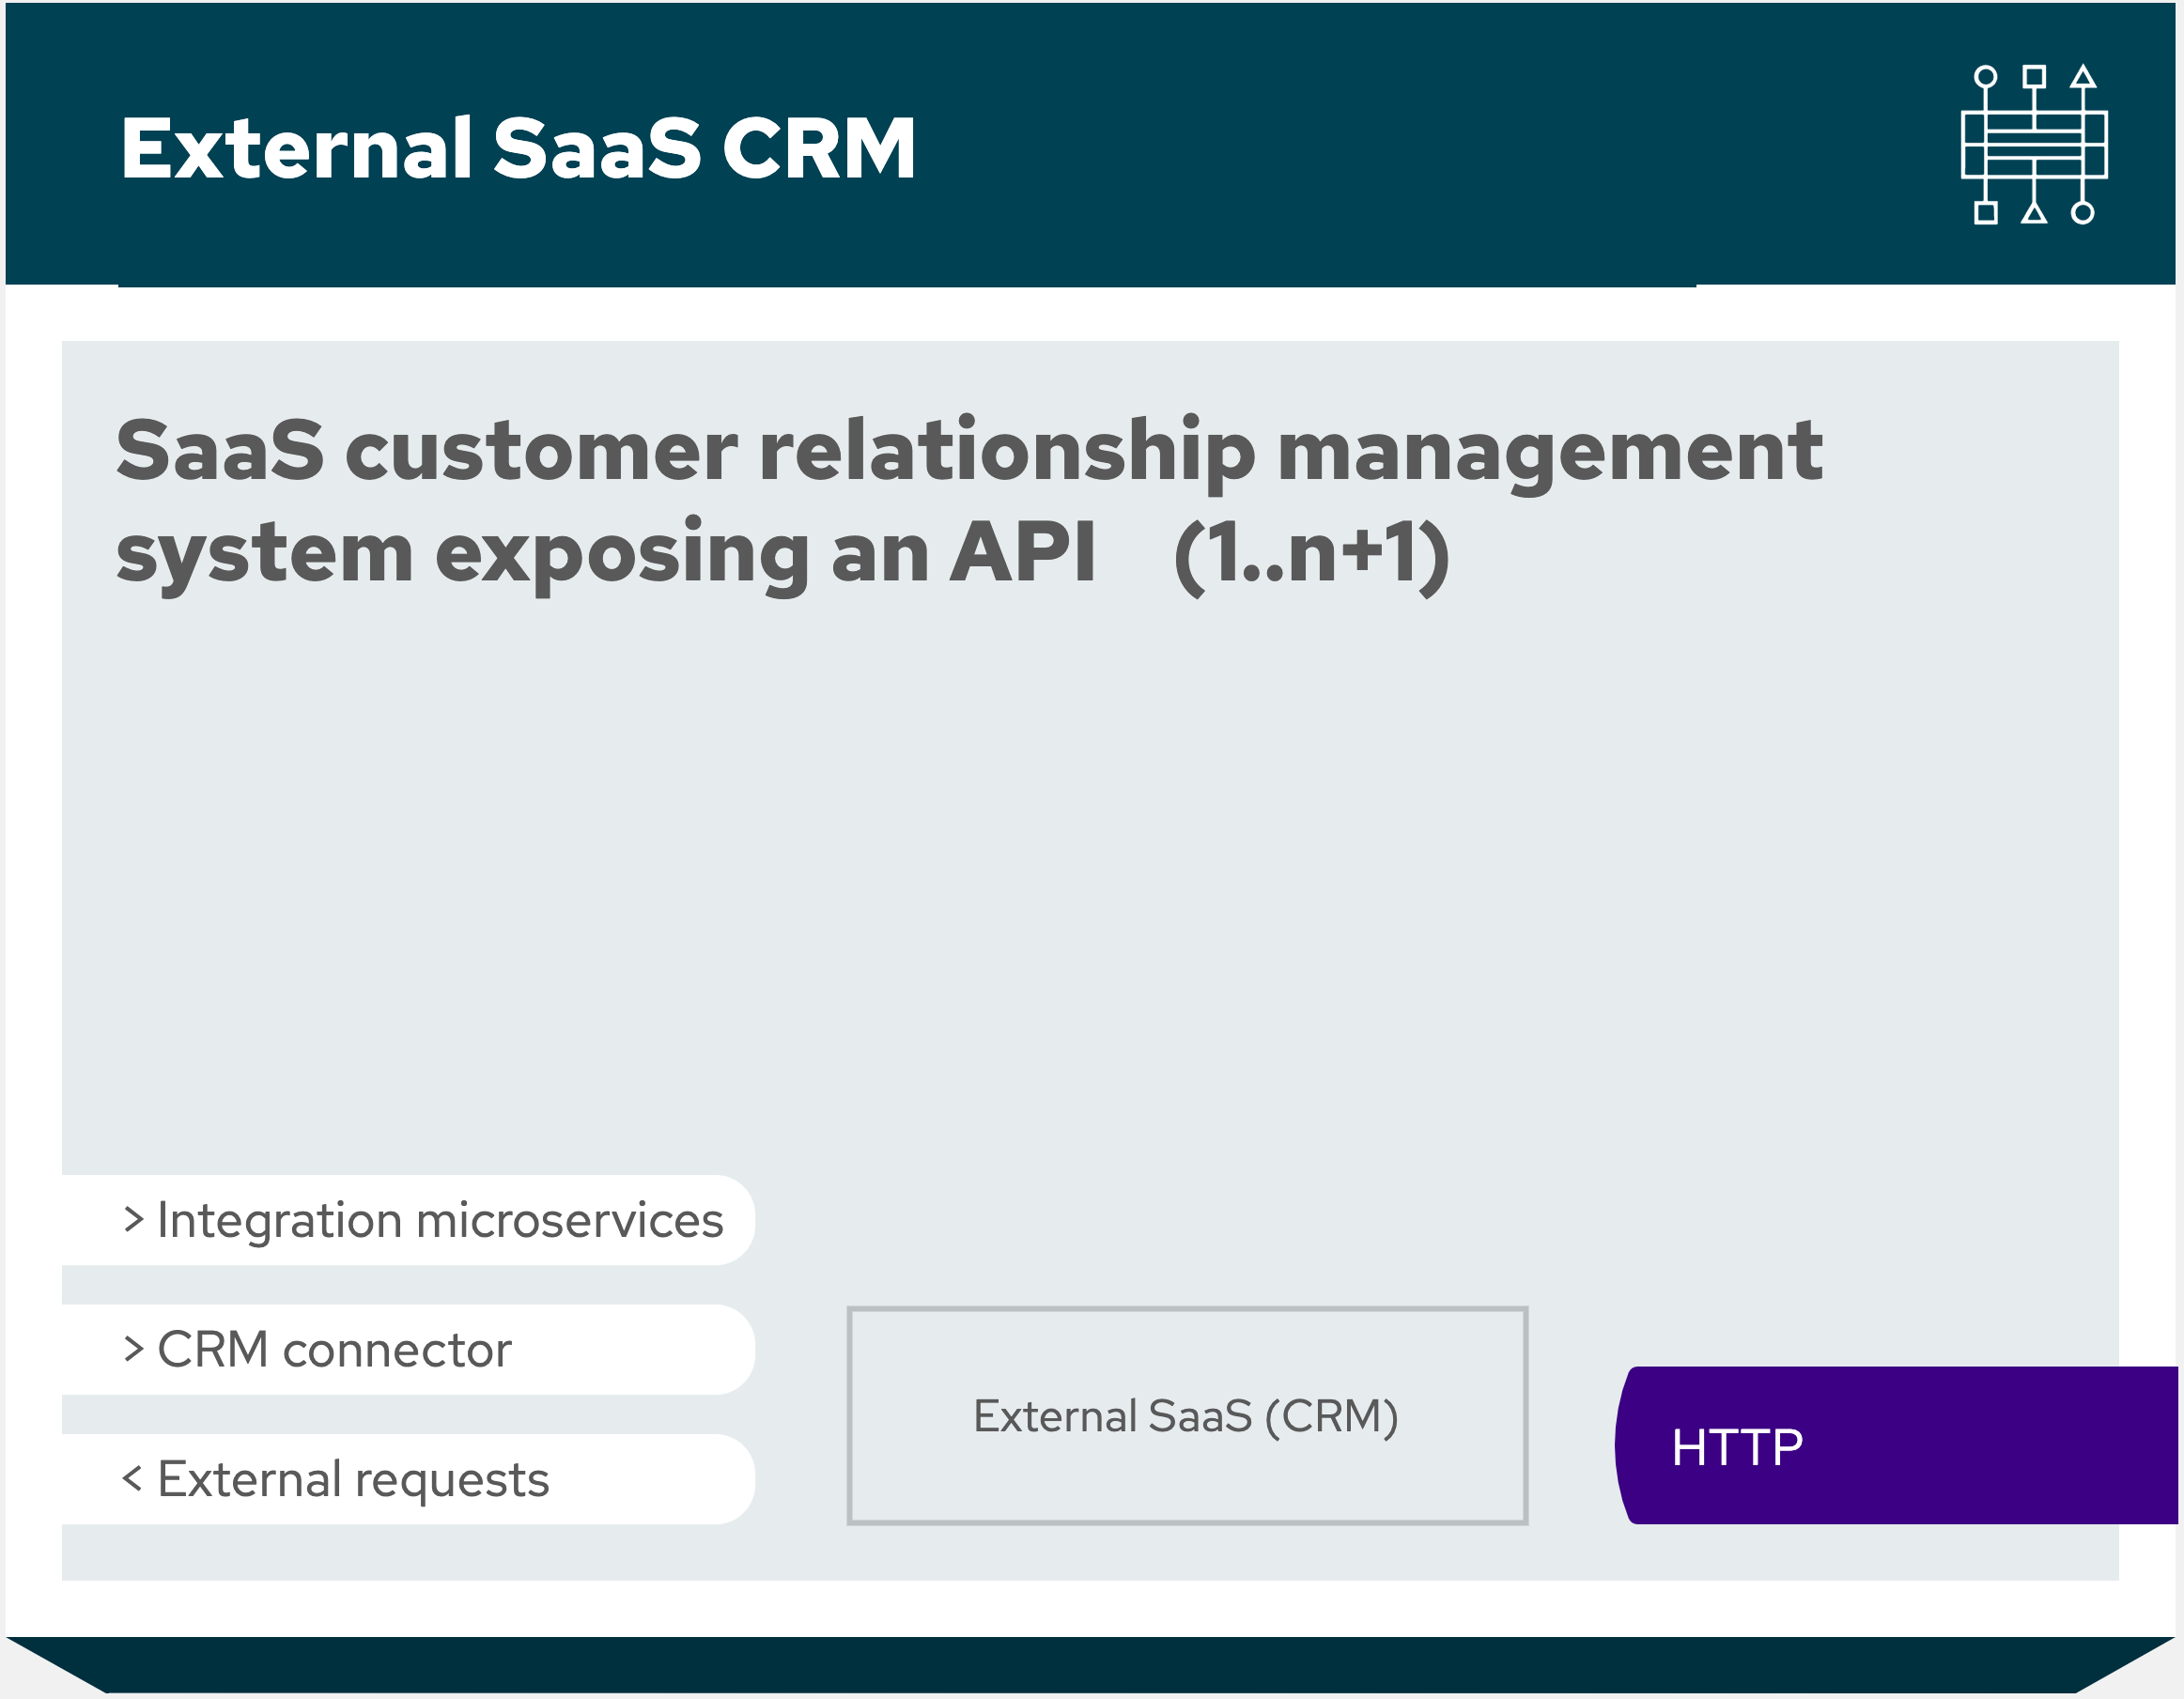 External SaaS CRM
SaaS customer relationship management
system exposing an API (1..n+1)
> Integration microservices
> CRM connector
< External requests
External SaaS (CRM)
HTTP